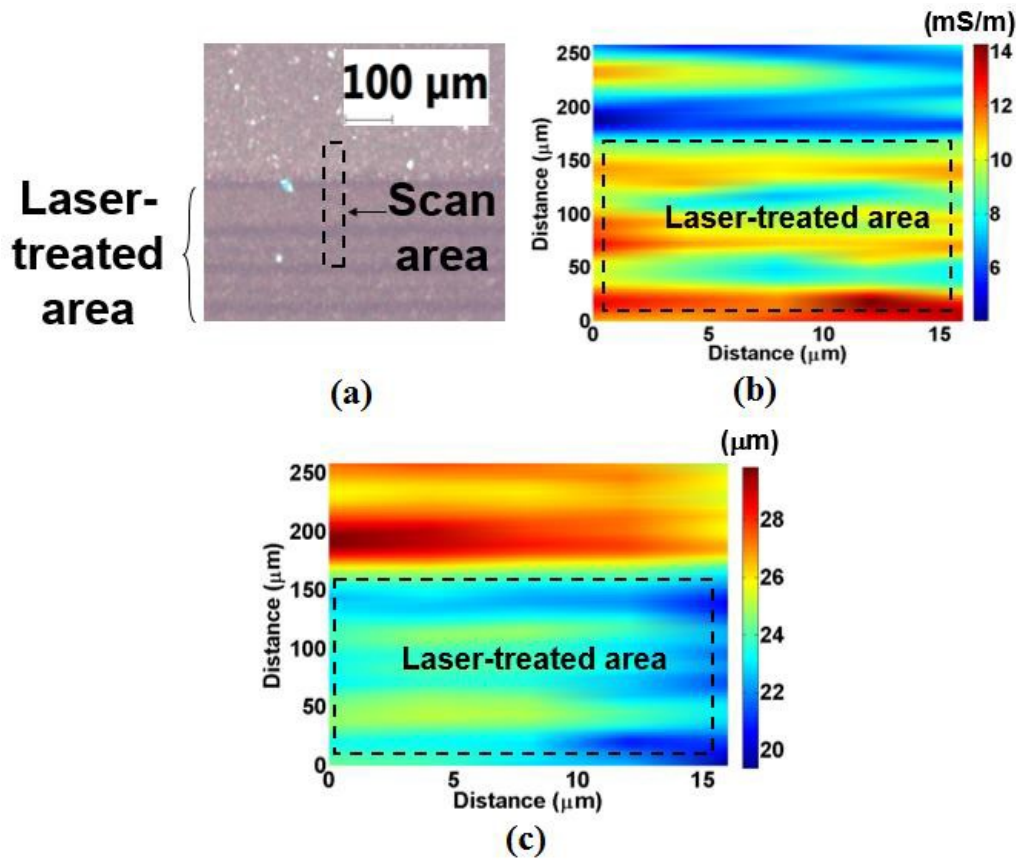 100 µm
Laser-
treated
area
Scan
area
(a)
(mS/m)
250
200
150
100
50
0
Distance (µm)
Laser-treated area
0
5
10
15
Distance (µm)
14
12
10
8
6
(b)
(µm)
250
200
150
100
50
0
Distance (µm)
Laser-treated area
0
5
10
15
Distance (µm)
28
26
24
22
20
(c)